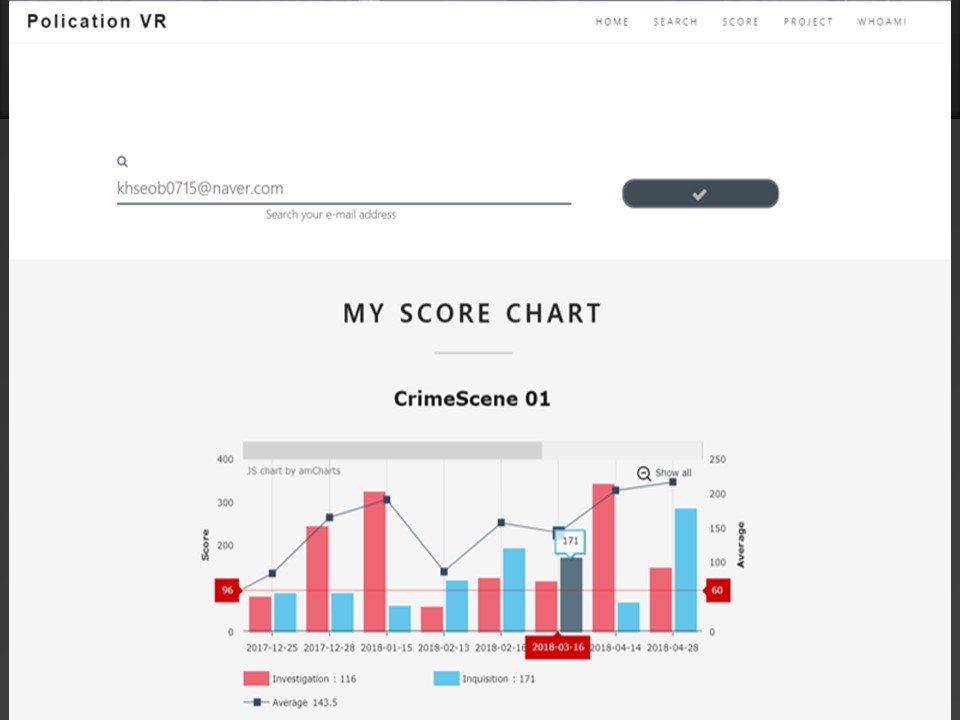 Polication VR
HOME SEARCH SCORE PROJECT WHOAMI
khseob0715@naver.com
Search your e-mail address
MY SCORE CHART
CrimeScene 01
JS chart by amCharts
Show all
400
300
200
96
0
Score
250
200
150
100
60
0
Average
171
2017-12-25 2017-12-28 2018-01-15 2018-02-13 2018-02-16 2018-03-16 2018-04-14 2018-04-28
Investigation : 116 Inquisition : 171
Average 143.5